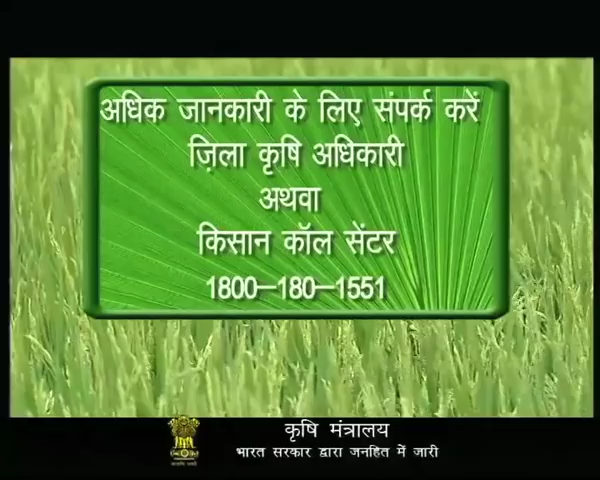 अधिक जानकारी के लिए संपर्क करें
ज़िला कृषि अधिकारी
अथवा
किसान कॉल सेंटर
1800-180-1551
कृषि मंत्रालय
भारत सरकार द्वारा जनहित में जारी